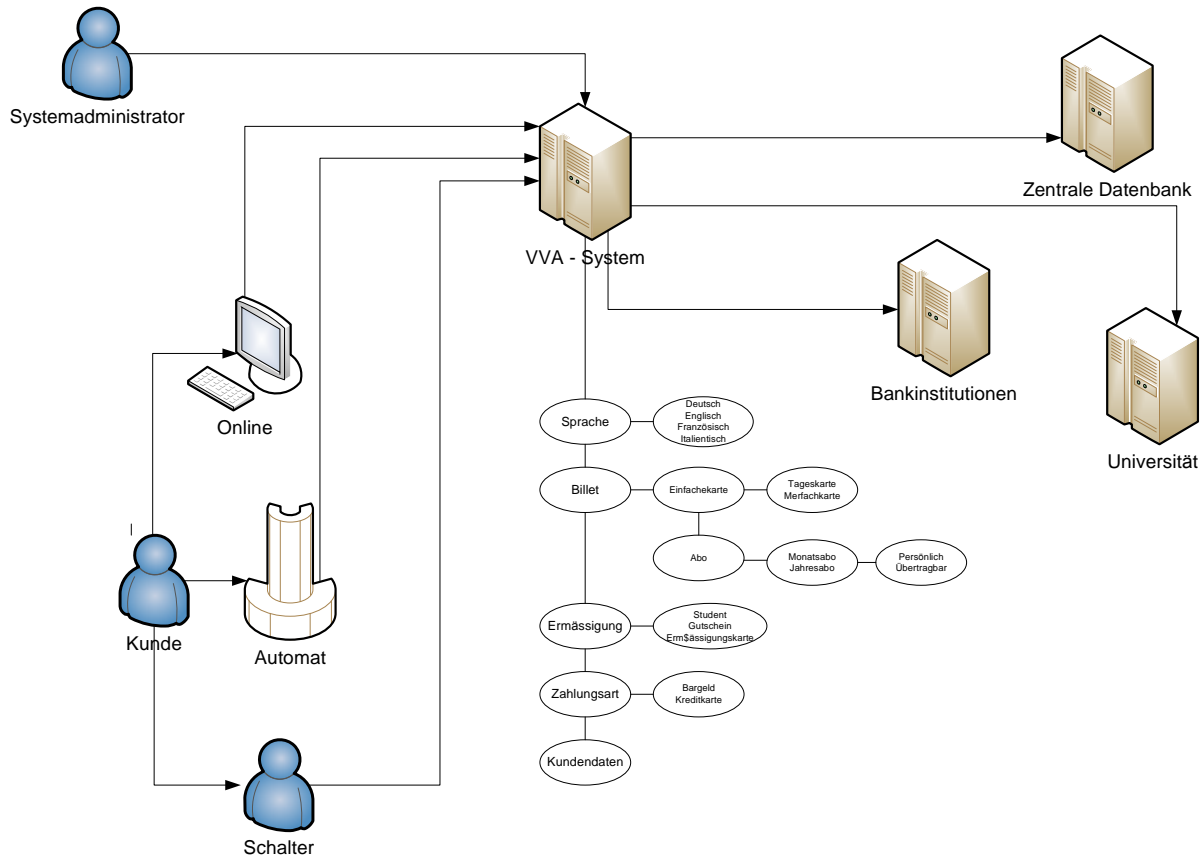 Systemadministrator
Zentrale Datenbank
VVA - System
Bankinstitutionen
Universität
Online
Sprache
Deutsch
Englisch
Französisch
Italientisch
Billet
Einfachekarte
Tageskarte
Merfachkarte
Abo
Monatsabo
Jahresabo
Persönlich
Übertragbar
Kunde
Automat
Ermässigung
Student
Gutschein
Erm$ässigungskarte
Zahlungsart
Bargeld
Kreditkarte
Kundendaten
Schalter